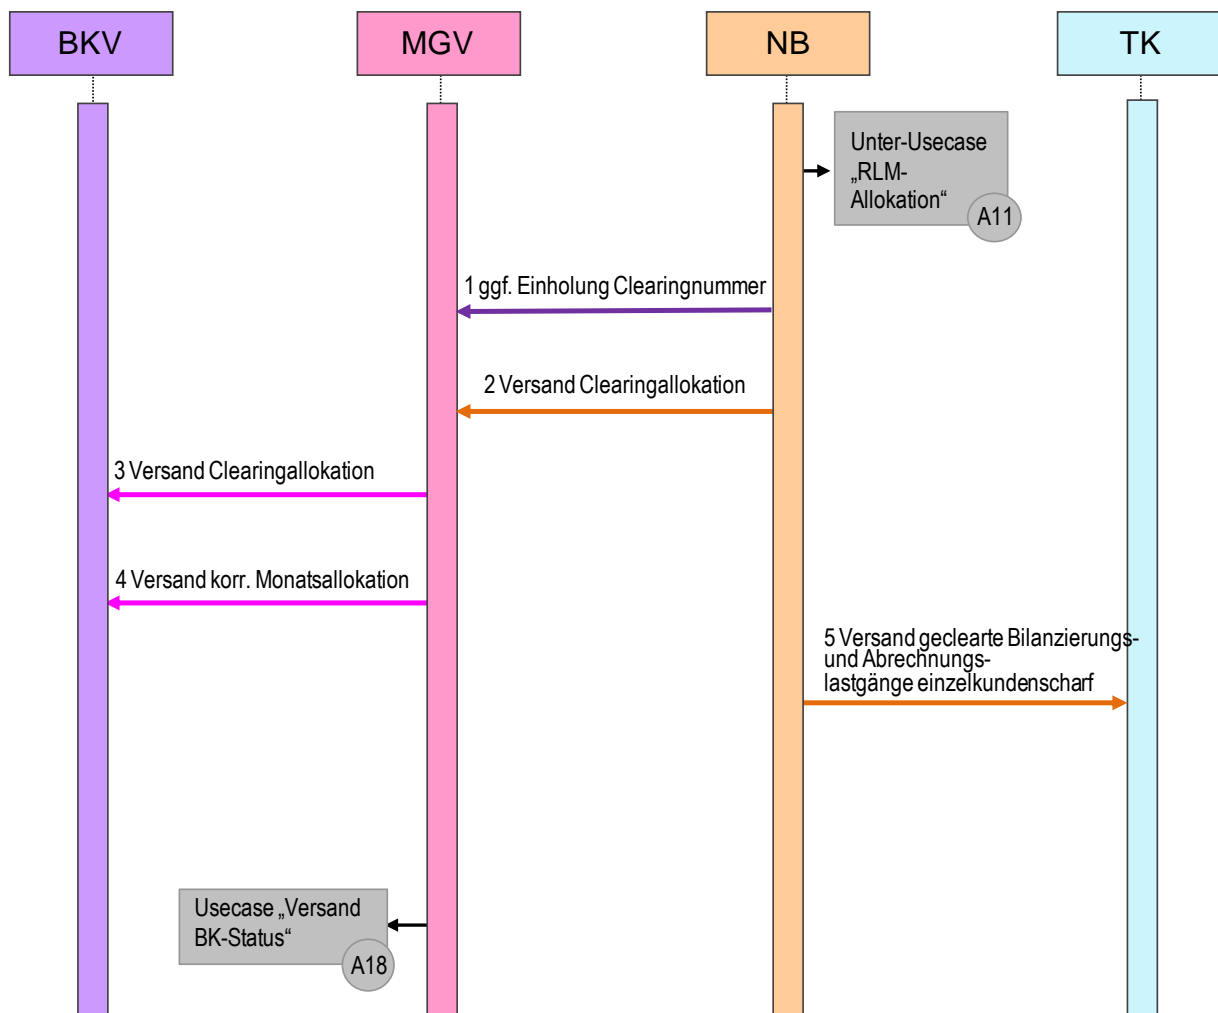 BKV
MGV
NB
TK
Unter-Usecase
„RLM-
Allokation“
A11
1 ggf. Einholung Clearingnummer
2 Versand Clearingallokation
3 Versand Clearingallokation
4 Versand korr. Monatsallokation
5 Versand geclearte Bilanzierungs-
und Abrechnungs-
lastgänge einzelkundenscharf
Usecase „Versand
BK-Status“
A18